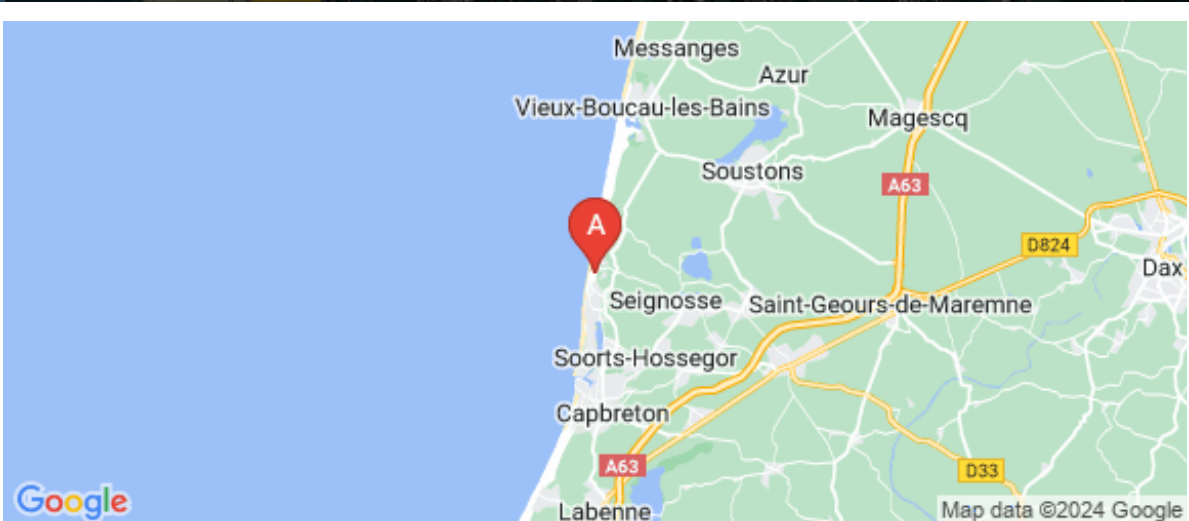 Messanges
Azur
Vieux-Boucau-les-Bains
Magescq
Soustons
A63
A
D824
Dax
Seignosse
Saint-Geours-de-Maremne
Soorts-Hossegor
Capbreton
A63
D33
Google
Labenne
Map data ©2024 Google